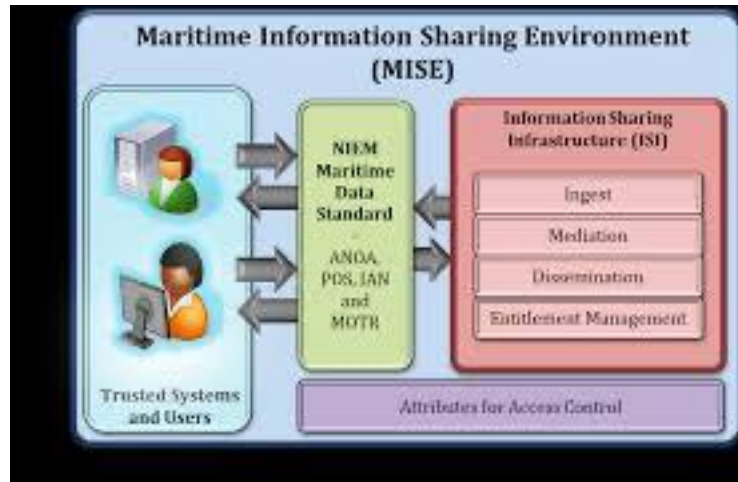 Maritime Information Sharing Environment
(MISE)
Trusted Systems
and Users
NIEM
Maritime
Data
Standard
-
ANOA,
POS, IAN
and
MOTR
Information Sharing
Infrastructure (ISI)
Ingest
Mediation
Dissemination
Entitlement Management
Attributes for Access Control